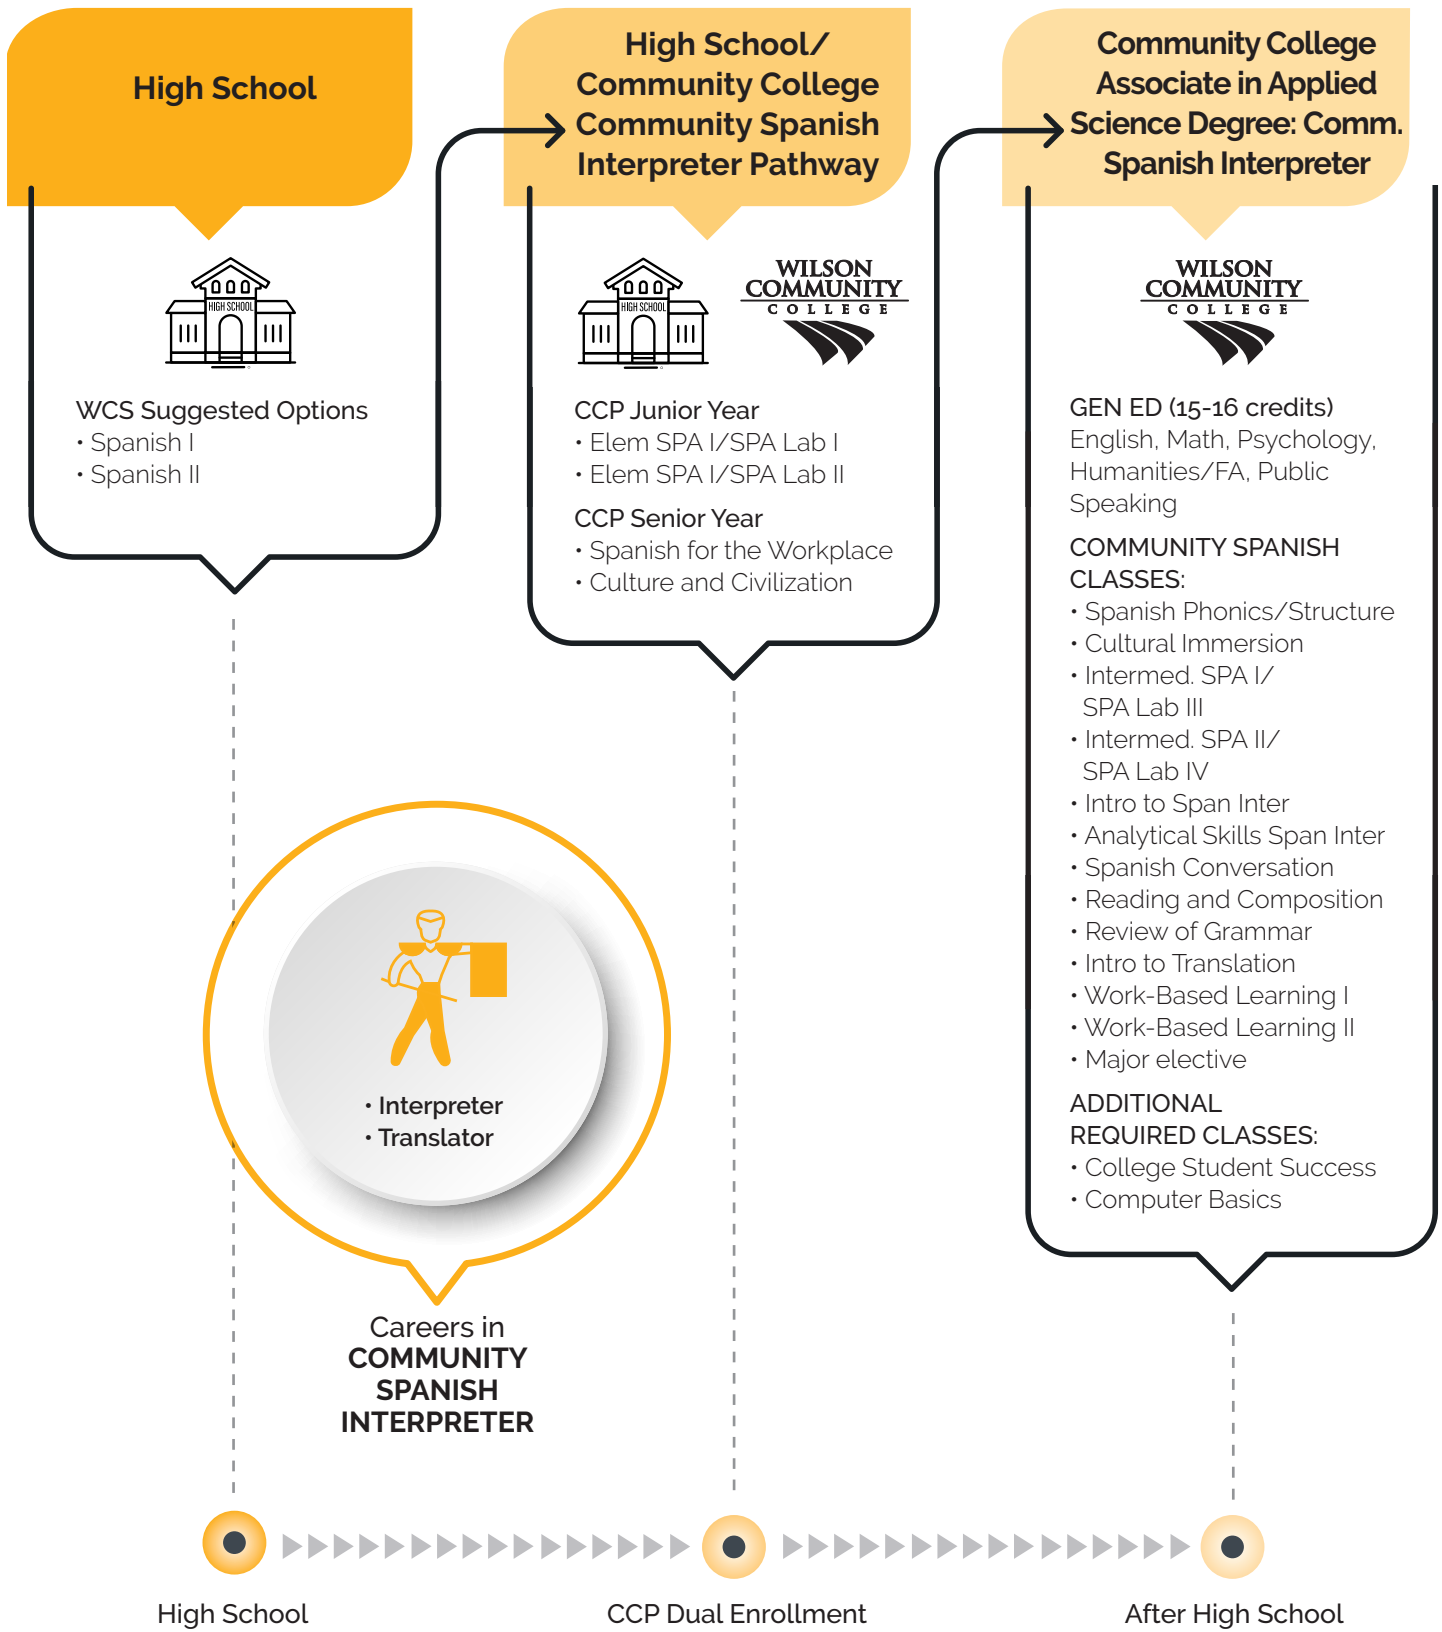 High School
HIGH SCHOOL
WCS Suggested Options
• Spanish I
• Spanish II
High School/
Community College
Community Spanish
Interpreter Pathway
HIGH SCHOOL
WILSON
COMMUNITY
COLLEGE
CCP Junior Year
• Elem SPA I/SPA Lab I
• Elem SPA I/SPA Lab II
CCP Senior Year
• Spanish for the Workplace
• Culture and Civilization
Community College
Associate in Applied
Science Degree: Comm.
Spanish Interpreter
WILSON
COMMUNITY
COLLEGE
GEN ED (15-16 credits)
English, Math, Psychology,
Humanities/FA, Public
Speaking
COMMUNITY SPANISH
CLASSES:
• Spanish Phonics/Structure
• Cultural Immersion
• Intermed. SPA I/
SPA Lab III
• Intermed. SPA II/
SPA Lab IV
• Intro to Span Inter
• Analytical Skills Span Inter
• Spanish Conversation
• Reading and Composition
• Review of Grammar
• Intro to Translation
• Work-Based Learning I
• Work-Based Learning II
• Major elective
ADDITIONAL
REQUIRED CLASSES:
• College Student Success
• Computer Basics
• Interpreter
• Translator
Careers in
COMMUNITY
SPANISH
INTERPRETER
High School
CCP Dual Enrollment
After High School